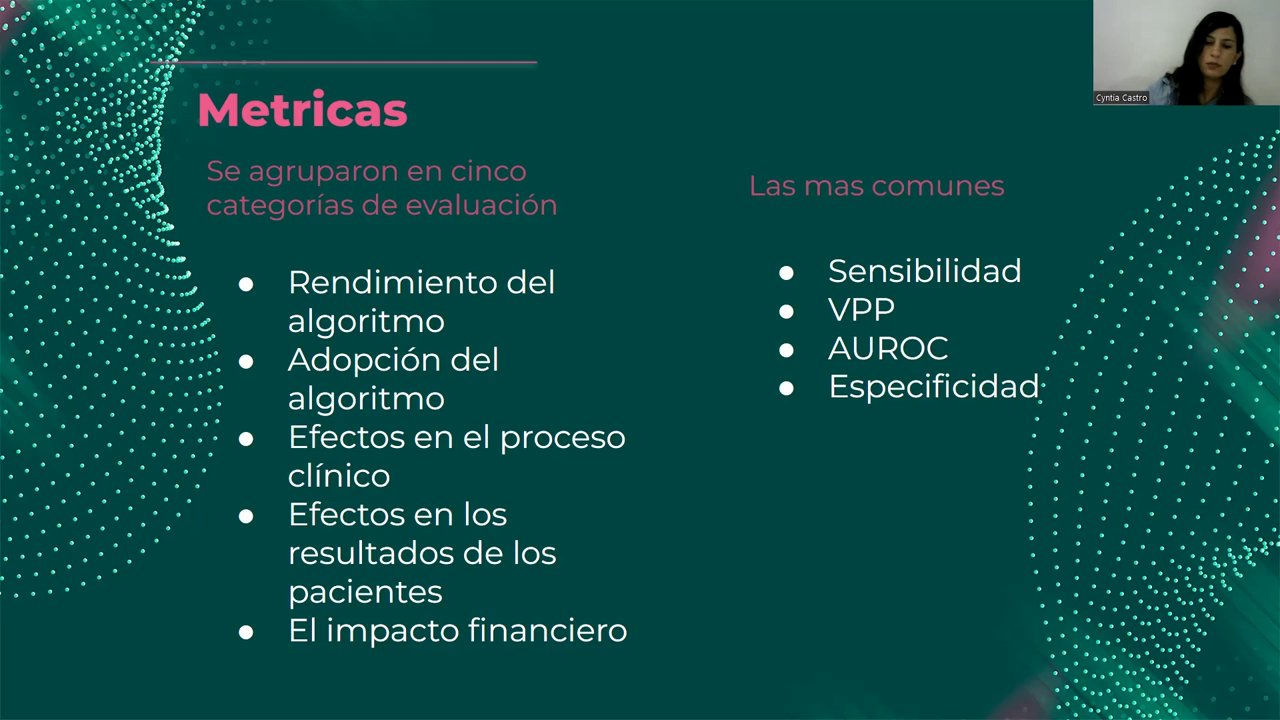 Metricas
Se agruparon en cinco
categorías de evaluación
● Rendimiento del
algoritmo
● Adopción del
algoritmo
● Efectos en el proceso
clínico
● Efectos en los
resultados de los
pacientes
● El impacto financiero
Las mas comunes
● Sensibilidad
● VPP
● AUROC
● Especificidad
Cyntia Castro